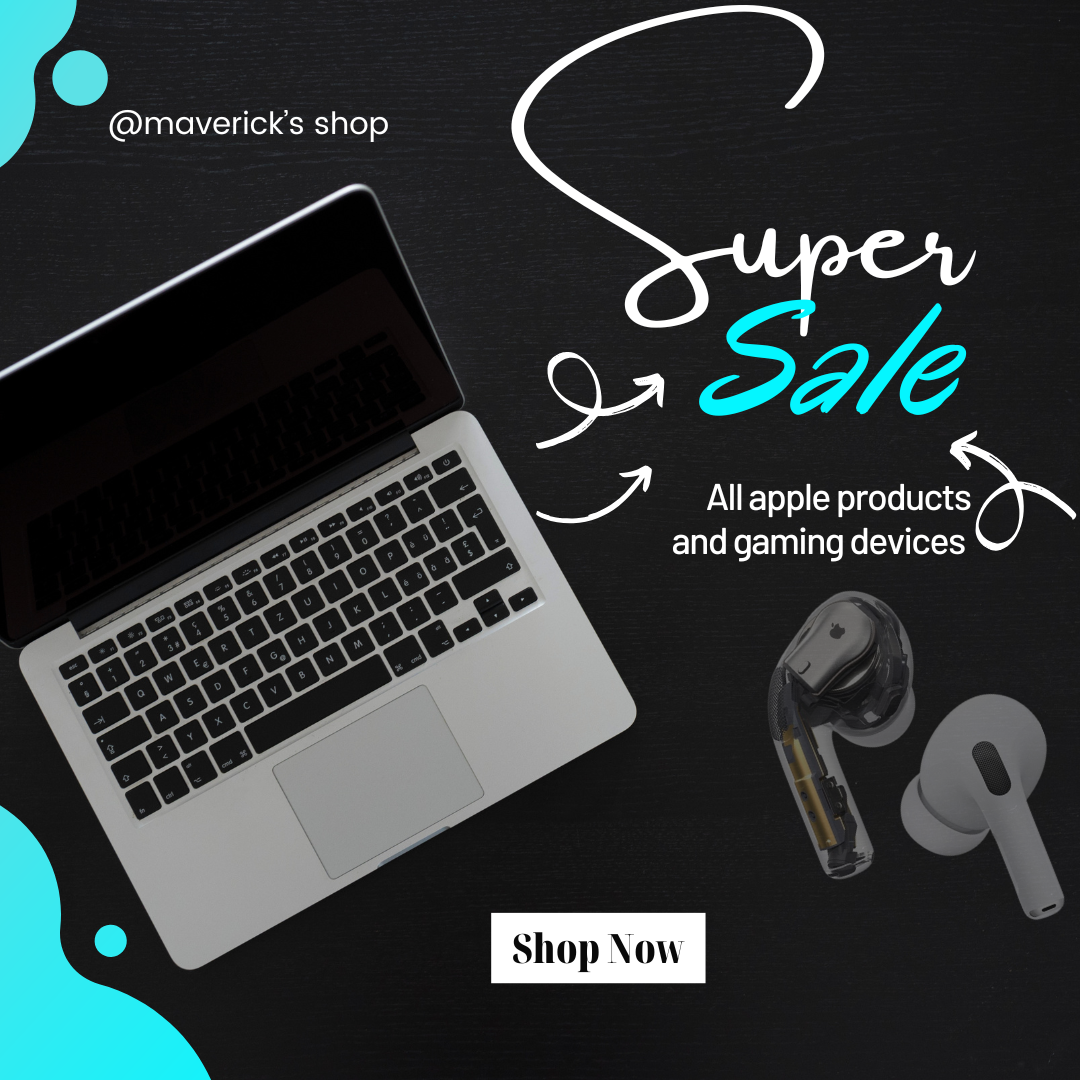 @maverick's shop
Super
Sale
All apple products
and gaming devices
Shop Now